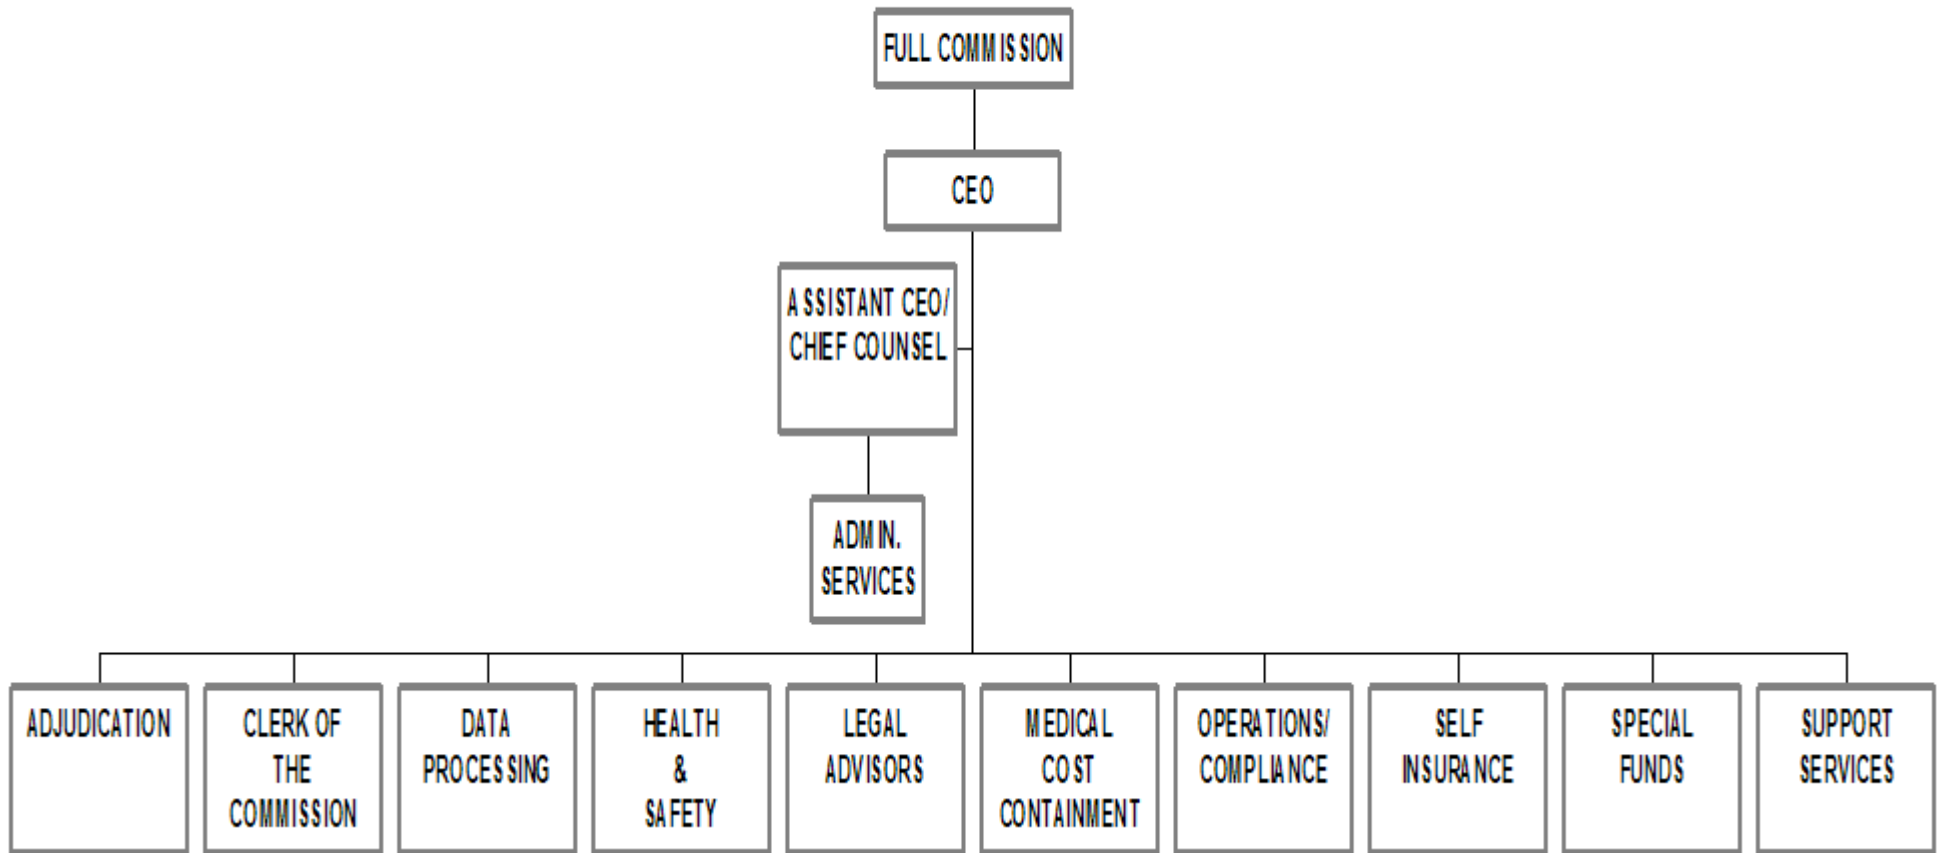 FULL COMMISSION
CEO
ASSISTANT CEO/
CHIEF COUNSEL
ADMIN.
SERVICES
ADJUDICATION
CLERK OF
THE
COMMISSION
DATA
PROCESSING
HEALTH
&
SAFETY
LEGAL
ADVISORS
MEDICAL
COST
CONTAINMENT
OPERATIONS/
COMPLIANCE
SELF
INSURANCE
SPECIAL
FUNDS
SUPPORT
SERVICES